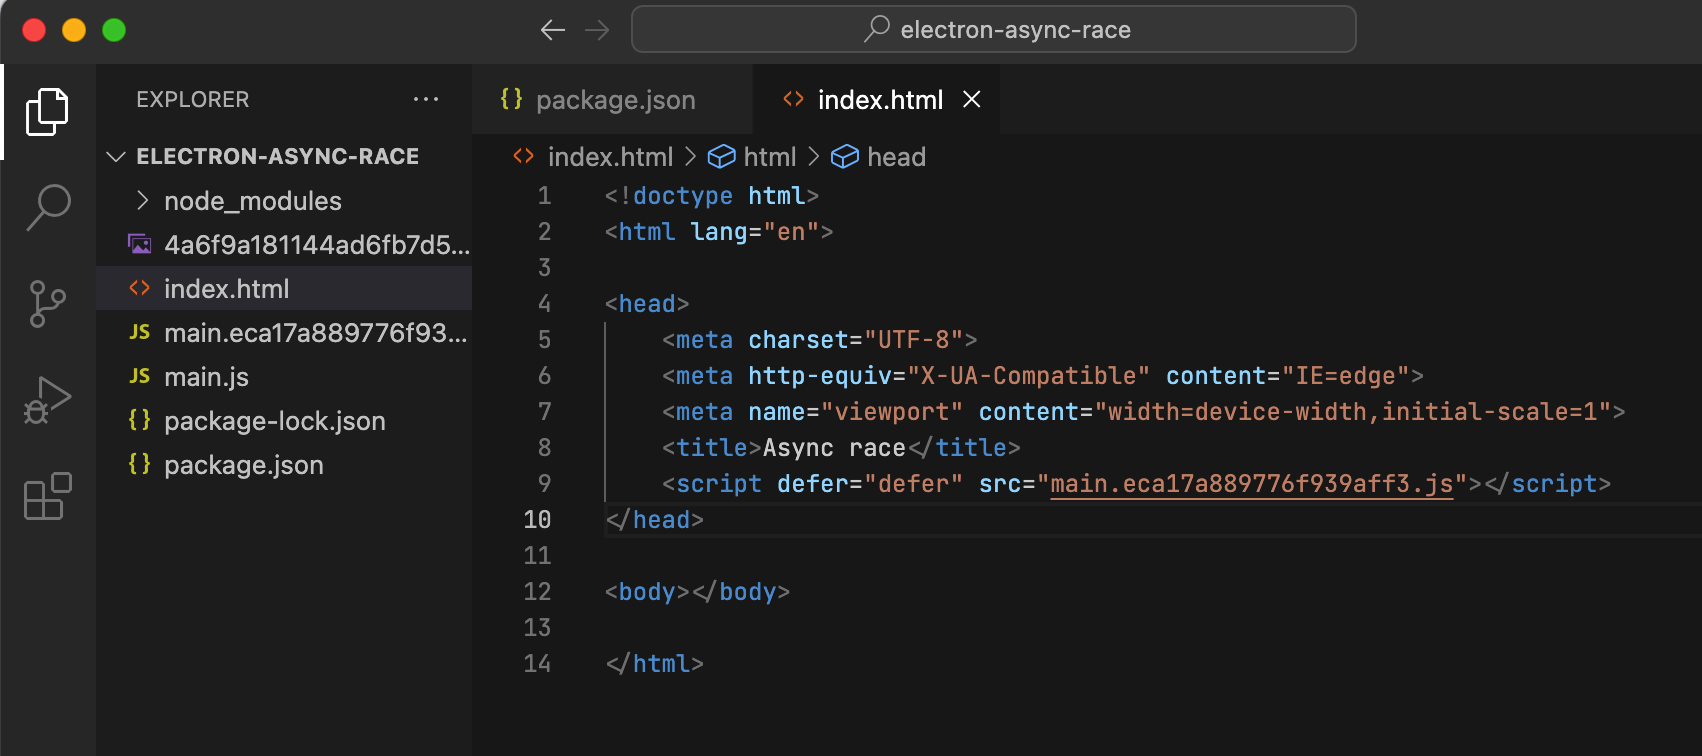 electron-async-race
EXPLORER
ELECTRON-ASYNC-RACE
node_modules
4a6f9a181144ad6fb7d5...
index.html
JS main.eca17a889776f93...
JS main.js
{} package-lock.json
{} package.json
{} package.json
<> index.html
<> index.html > html > head
1 <!doctype html>
2 <html lang="en">
3
4 <head>
5 <meta charset="UTF-8">
6 <meta http-equiv="X-UA-Compatible" content="IE=edge">
7 <meta name="viewport" content="width=device-width,initial-scale=1">
8 <title>Async race</title>
9 <script defer="defer" src="main.eca17a889776f939aff3.js"></script>
10 </head>
11
12 <body></body>
13
14 </html>